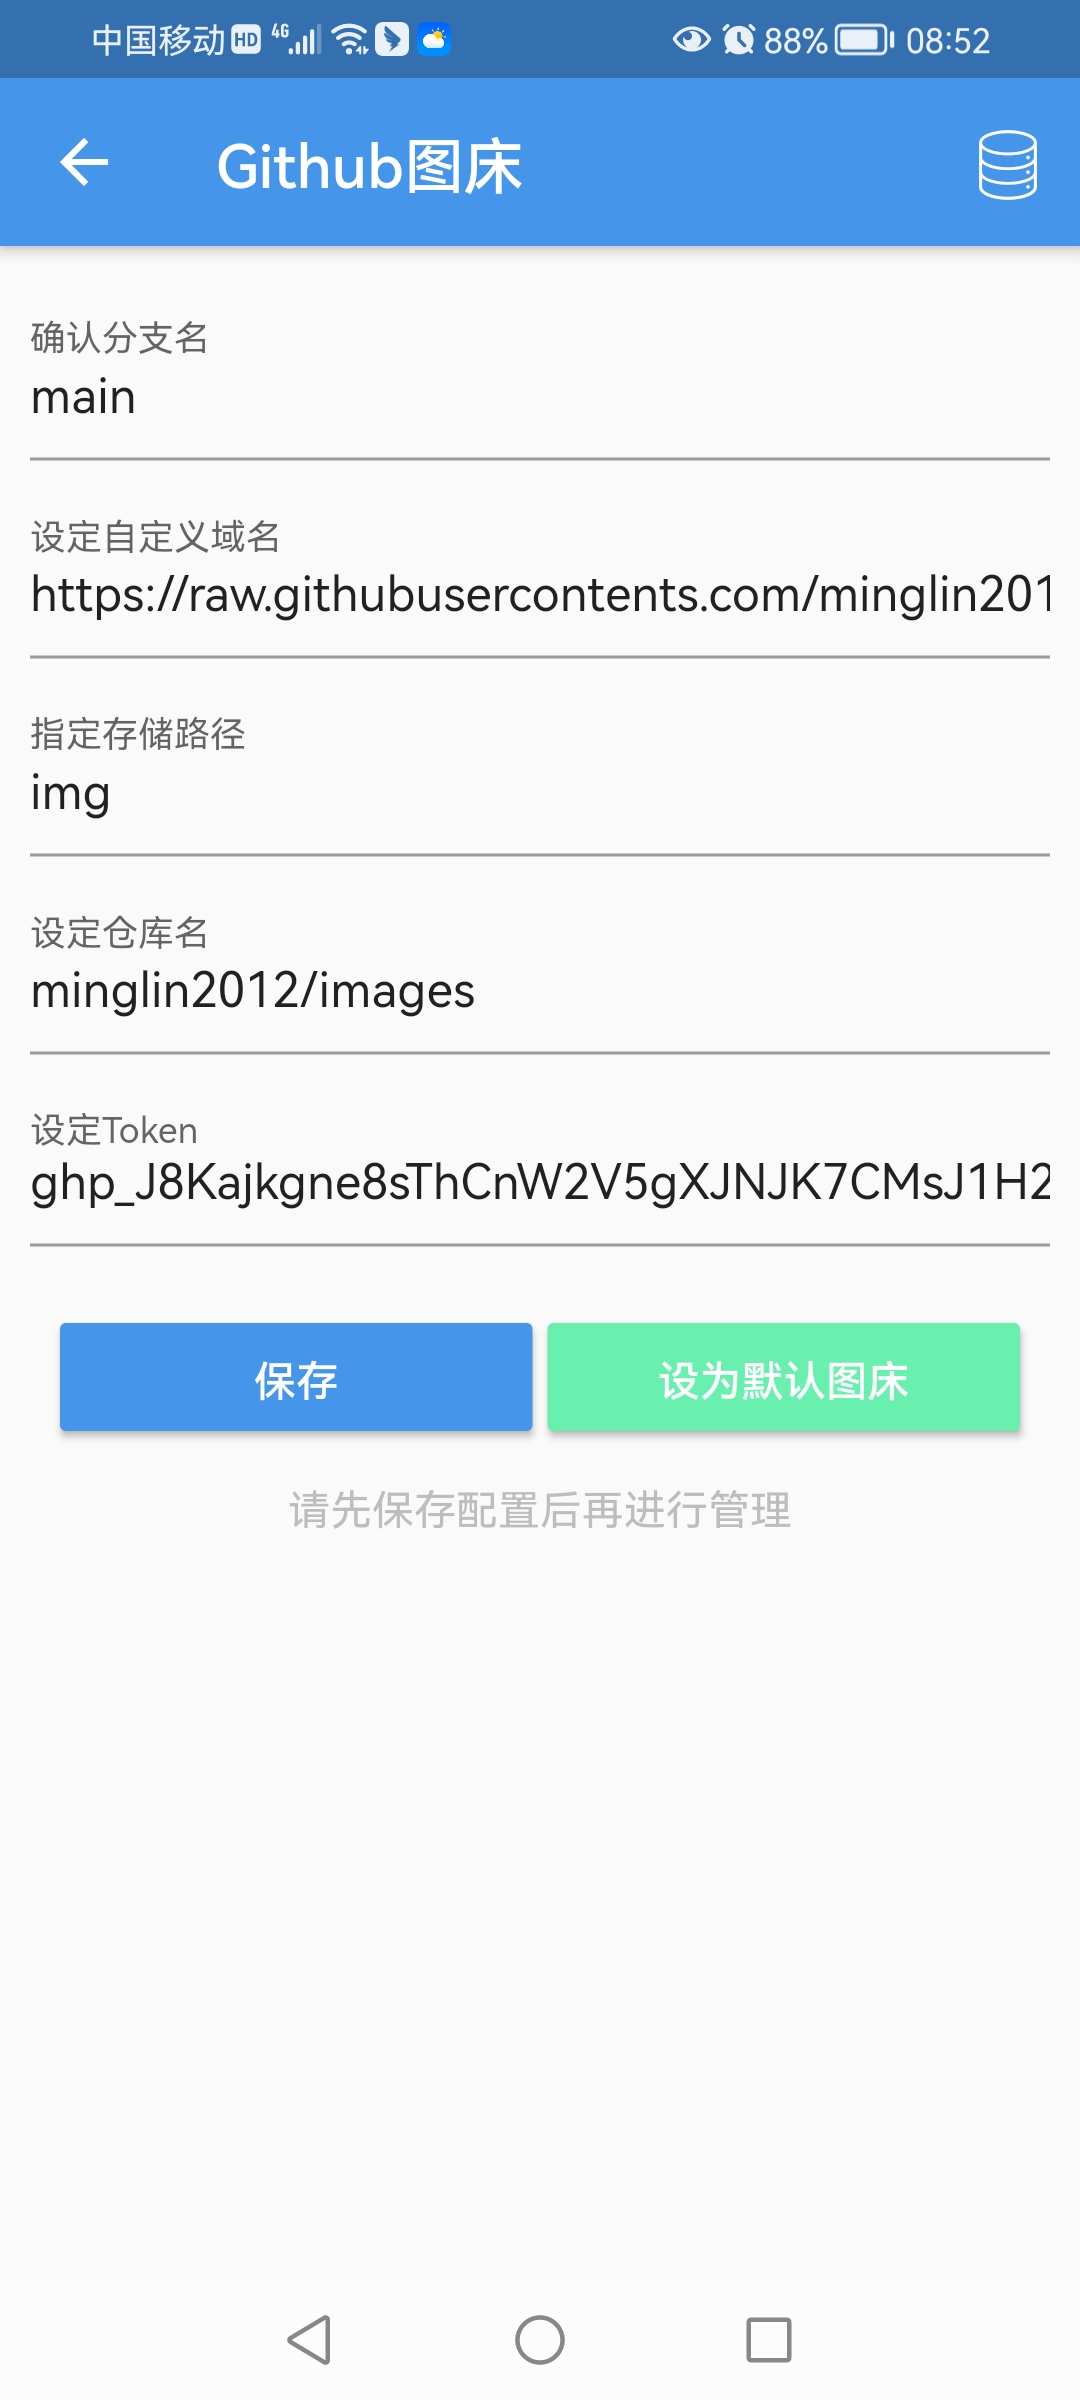 中国移动 HD 4G 88% 08:52
Github图床
确认分支名
main
设定自定义域名
https://raw.githubusercontents.com/minglin201
指定存储路径
img
设定仓库名
minglin2012/images
设定Token
ghp_J8Kajkgne8sThCnW2V5gXJNJK7CMsJ1H2
保存 设为默认图床
请先保存配置后再进行管理